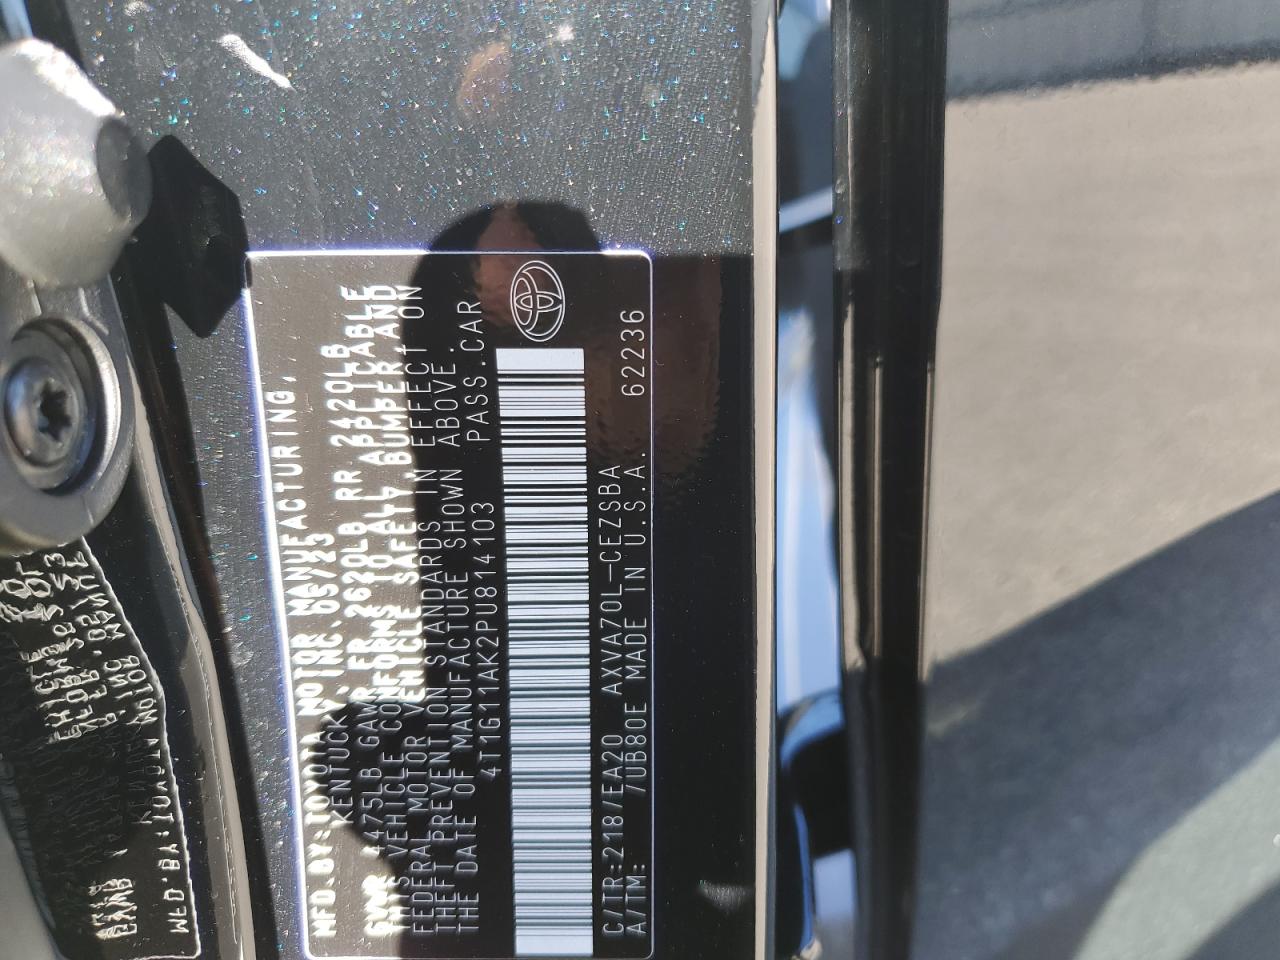 MFD.BY:TOYOTA MOTOR MANUFACTURING,
KENTUCKY, INC. 05/23
GVWR 4475LB GAWR FR 2620LB RR 2420LB
THIS VEHICLE CONFORMS TO ALL APPLICABLE
FEDERAL MOTOR VEHICLE SAFETY, BUMPER, AND
THEFT PREVENTION STANDARDS IN EFFECT ON
THE DATE OF MANUFACTURE SHOWN ABOVE.
4T1G11AK2PU814103 PASS.CAR
C/TR:218/EA20 AXVA70L-CEZSBA
A/TM: /UB80E MADE IN U.S.A. 62236